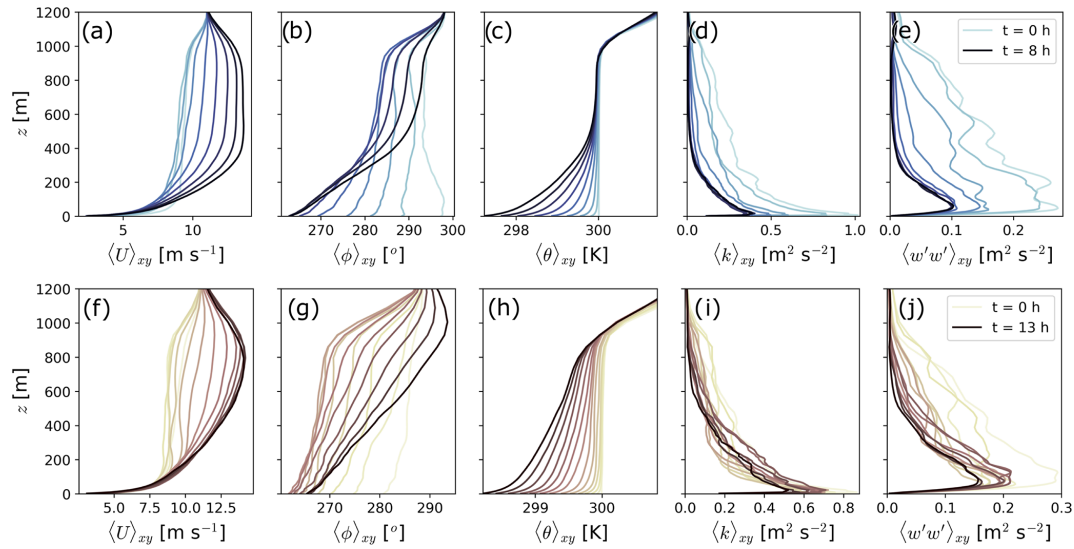 (a) (b) (c) (d) (e)
t = 0 h
t = 8 h
z [m]
1200
1000
800
600
400
200
0
5 10
270 280 290 300
298 300
0.0 0.5 1.0
0.0 0.1 0.2
⟨U⟩xy [m s⁻¹] ⟨ϕ⟩xy [°] ⟨θ⟩xy [K] ⟨k⟩xy [m² s⁻²] ⟨w′w′⟩xy [m² s⁻²]
(f) (g) (h) (i) (j)
t = 0 h
t = 13 h
z [m]
1200
1000
800
600
400
200
0
5.0 7.5 10.0 12.5
270 280 290
299 300
0.0 0.2 0.4 0.6 0.8
0.0 0.1 0.2 0.3
⟨U⟩xy [m s⁻¹] ⟨ϕ⟩xy [°] ⟨θ⟩xy [K] ⟨k⟩xy [m² s⁻²] ⟨w′w′⟩xy [m² s⁻²]